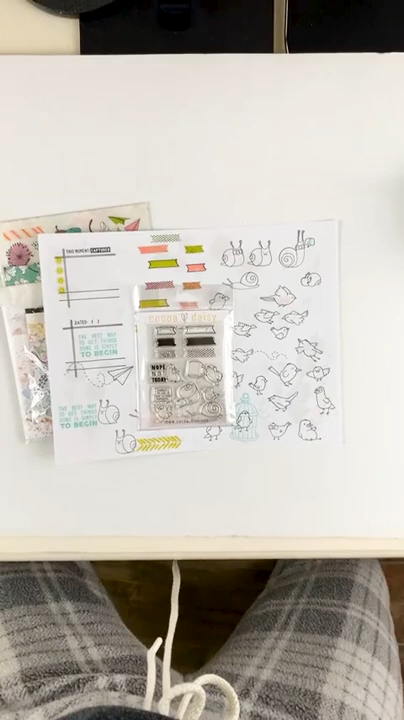 THIS MOMENT CAPTURED
DATED: / /
THE BEST WAY
TO GET THINGS
DONE IS SIMPLY
TO BEGIN
cocoa daisy
NOPE
NOT
TODAY
THE BEST WAY
TO GET THINGS
DONE IS SIMPLY
TO BEGIN